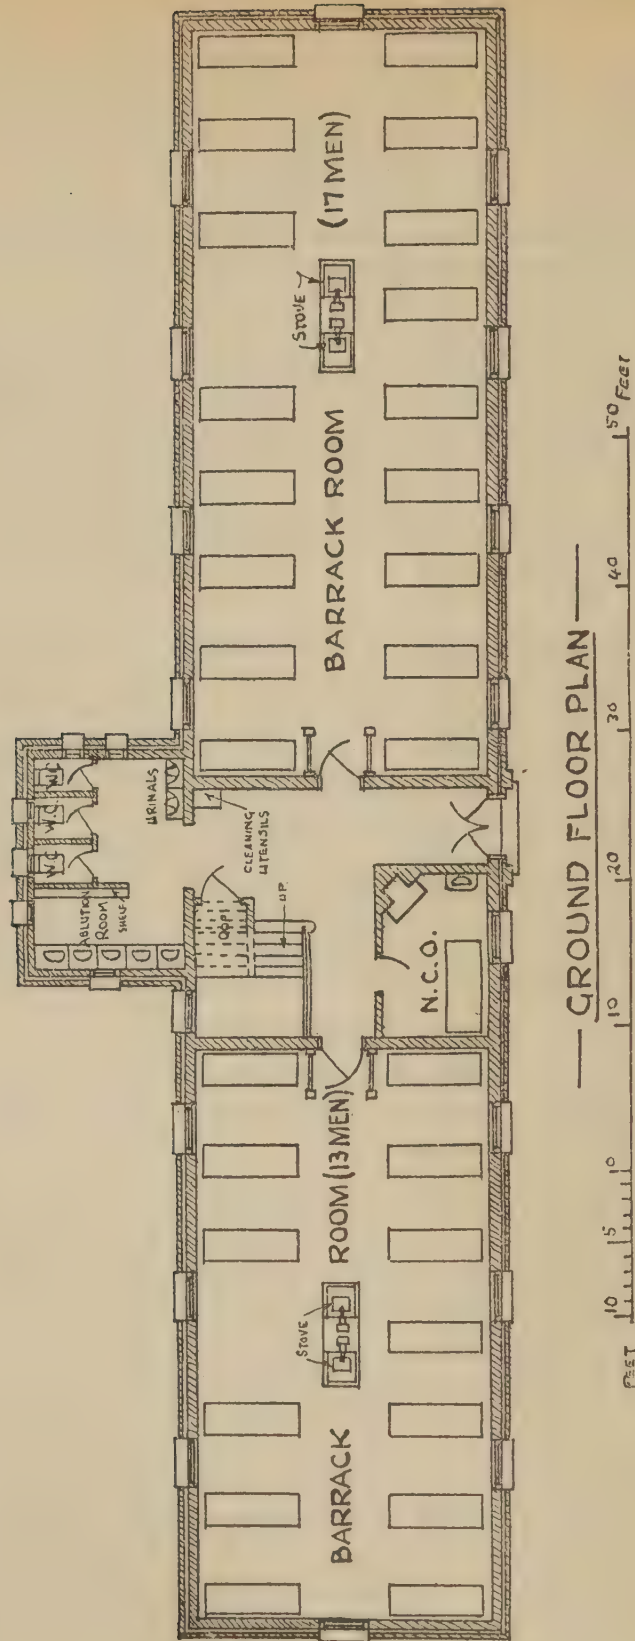 BARRACK ROOM (13 MEN)
STOVE
BARRACK ROOM (17 MEN)
STOVE
ABLUTION
ROOM
SHELF
W.C
W.C
W.C
URINALS
CLEANING
UTENSILS
UP
N.C.O.
— GROUND FLOOR PLAN —
FEET 10 5 0 10 20 30 40 50 FEET